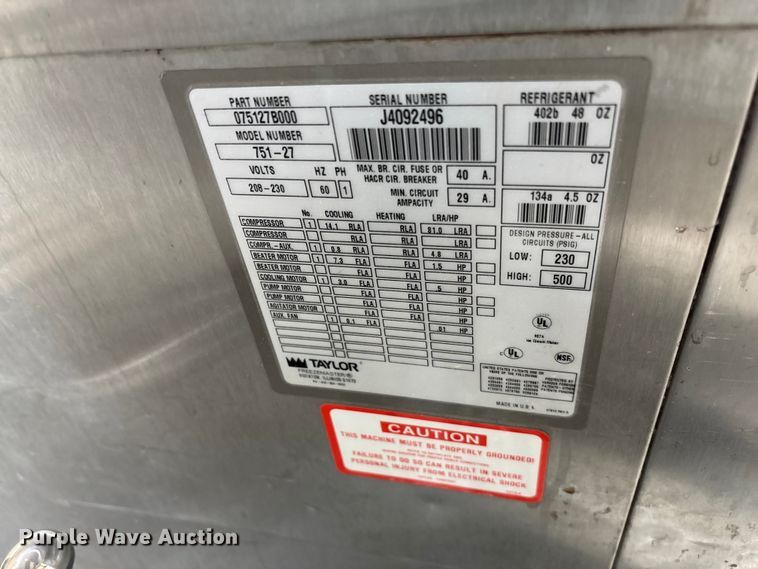 PART NUMBER
075127B000
MODEL NUMBER
751-27
VOLTS HZ PH
208-230 60 1
SERIAL NUMBER
J4092496
MAX. BR. CIR. FUSE OR
HACR CIR. BREAKER 40 A.
MIN. CIRCUIT
AMPACITY 29 A.
REFRIGERANT
402b 48 OZ
OZ
134a 4.5 OZ
DESIGN PRESSURE-ALL
CIRCUITS (PSIG)
LOW: 230
HIGH: 500
No. COOLING HEATING LRA/HP
COMPRESSOR 1 14.1 RLA RLA 81.0 LRA
COMPRESSOR RLA RLA LRA
COMPR.-AUX. 1 0.8 RLA RLA 4.8 LRA
BEATER MOTOR 1 7.3 FLA FLA 1.5 HP
BEATER MOTOR FLA FLA HP
COOLING MOTOR 1 3.0 FLA FLA .5 HP
PUMP MOTOR FLA FLA HP
PUMP MOTOR FLA FLA HP
AGITATOR MOTOR FLA FLA HP
AUX. FAN 1 0.1 FLA FLA .01 HP
UL
C UL NSF
TAYLOR
FREEZEMASTER®
ROCKTON, ILLINOIS 61072
MADE IN U.S.A.
CAUTION
THIS MACHINE MUST BE PROPERLY GROUNDED!
FAILURE TO DO SO CAN RESULT IN SEVERE
PERSONAL INJURY FROM ELECTRICAL SHOCK
Purple Wave Auction